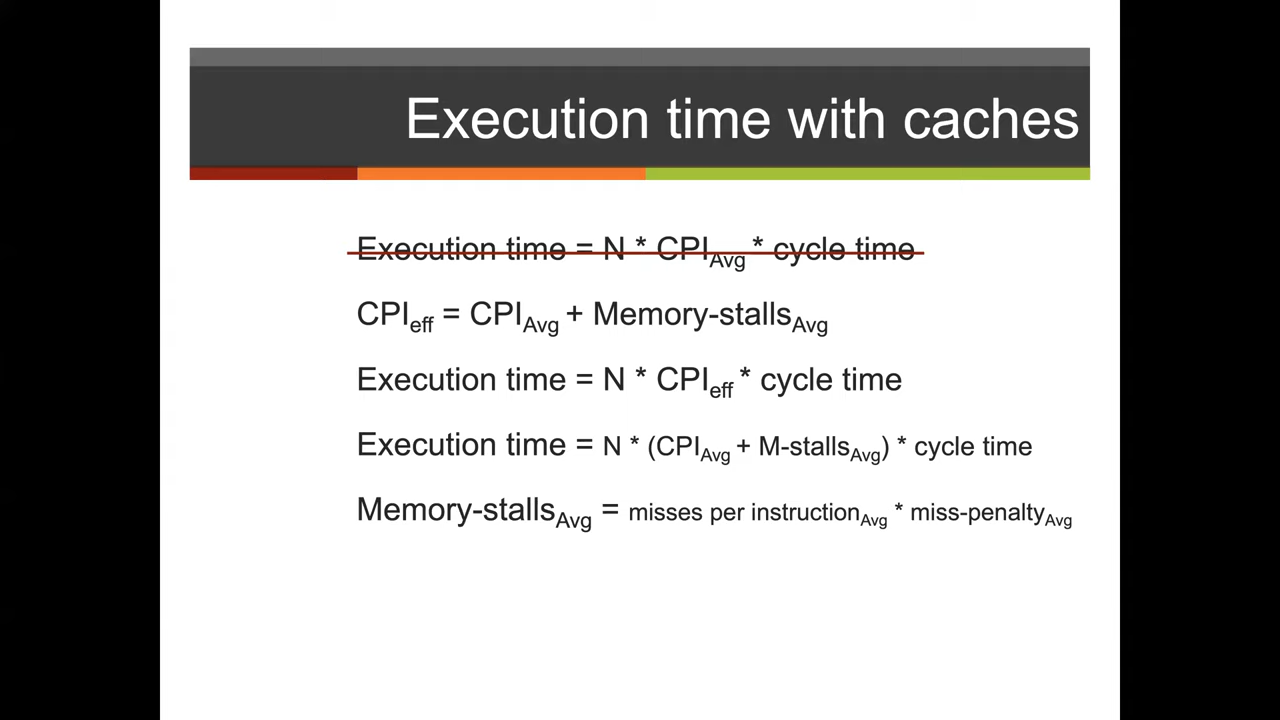 Execution time with caches
Execution time = N * CPIAvg * cycle time
CPIeff = CPIAvg + Memory-stallsAvg
Execution time = N * CPIeff * cycle time
Execution time = N * (CPIAvg + M-stallsAvg) * cycle time
Memory-stallsAvg = misses per instructionAvg * miss-penaltyAvg